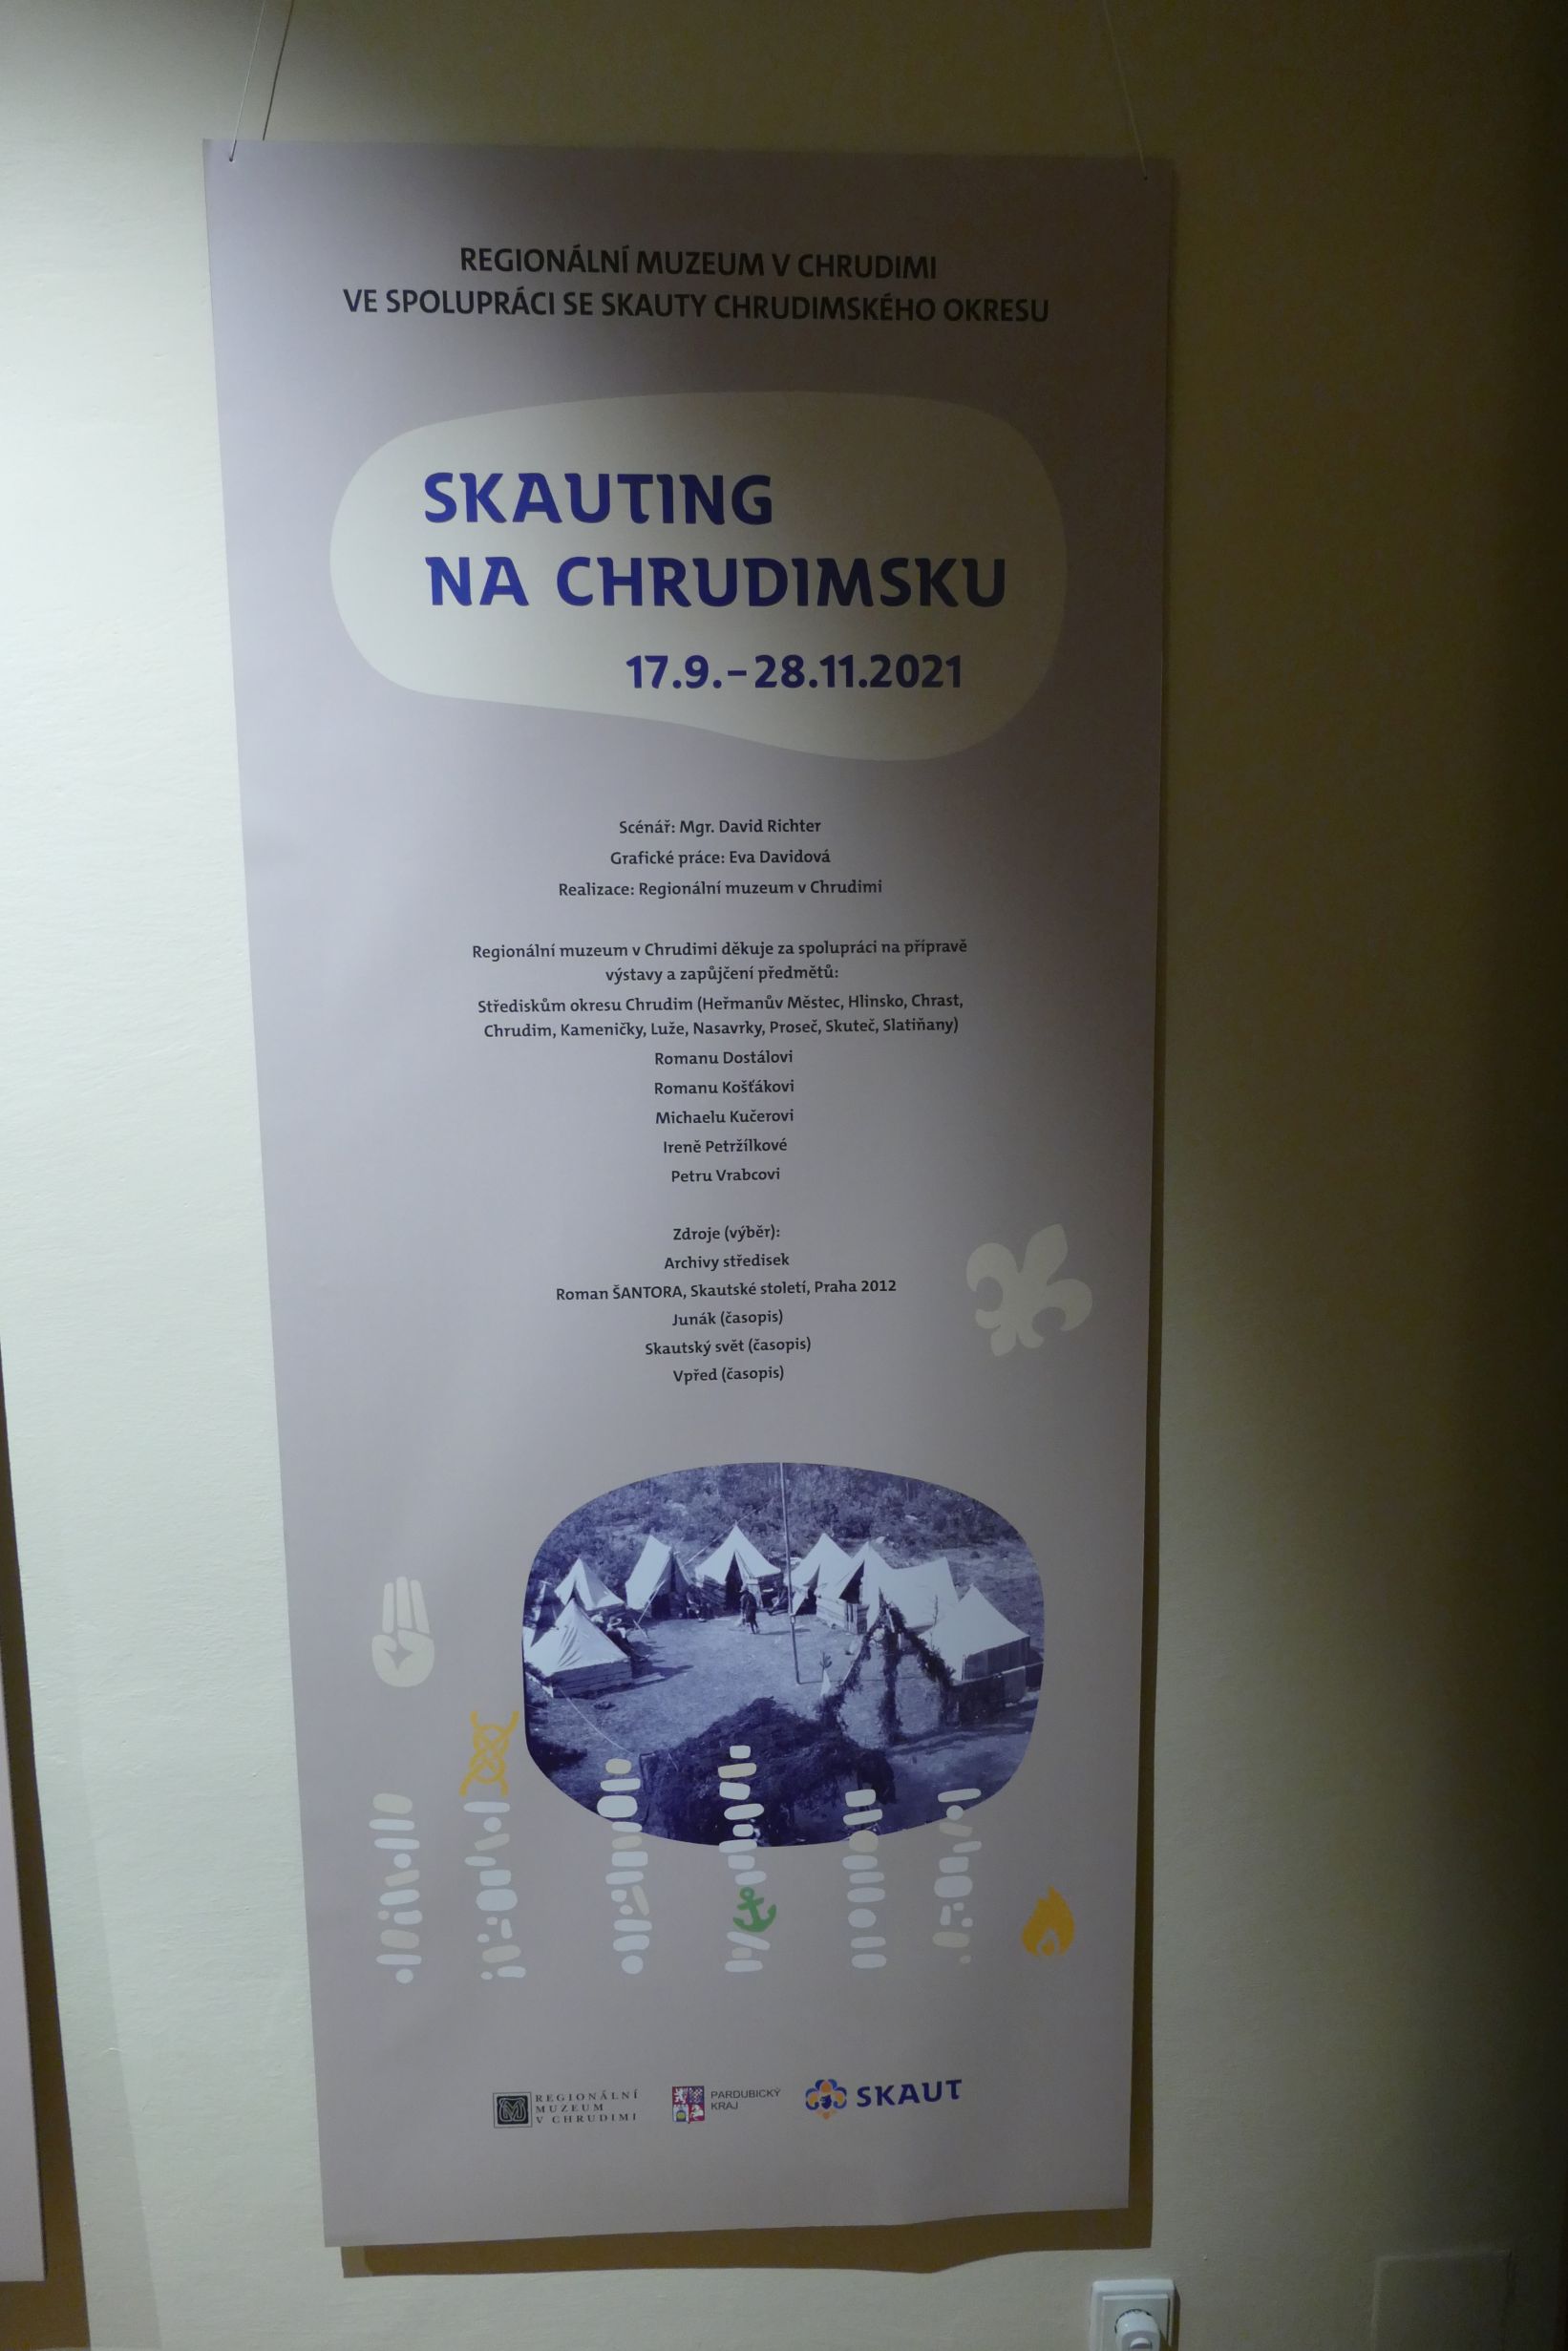 REGIONÁLNÍ MUZEUM V CHRUDIMI
VE SPOLUPRÁCI SE SKAUTY CHRUDIMSKÉHO OKRESU
SKAUTING
NA CHRUDIMSKU
17.9.–28.11.2021
Scénář: Mgr. David Richter
Grafické práce: Eva Davidová
Realizace: Regionální muzeum v Chrudimi
Regionální muzeum v Chrudimi děkuje za spolupráci na přípravě
výstavy a zapůjčení předmětů:
Střediskům okresu Chrudim (Heřmanův Městec, Hlinsko, Chrast,
Chrudim, Kameničky, Luže, Nasavrky, Proseč, Skuteč, Slatiňany)
Romanu Dostálovi
Romanu Košťákovi
Michaelu Kučerovi
Ireně Petržílkové
Petru Vrabcovi
Zdroje (výběr):
Archivy středisek
Roman ŠANTORA, Skautské století, Praha 2012
Junák (časopis)
Skautský svět (časopis)
Vpřed (časopis)
REGIONÁLNÍ
MUZEUM
V CHRUDIMI
PARDUBICKÝ
KRAJ
SKAUT